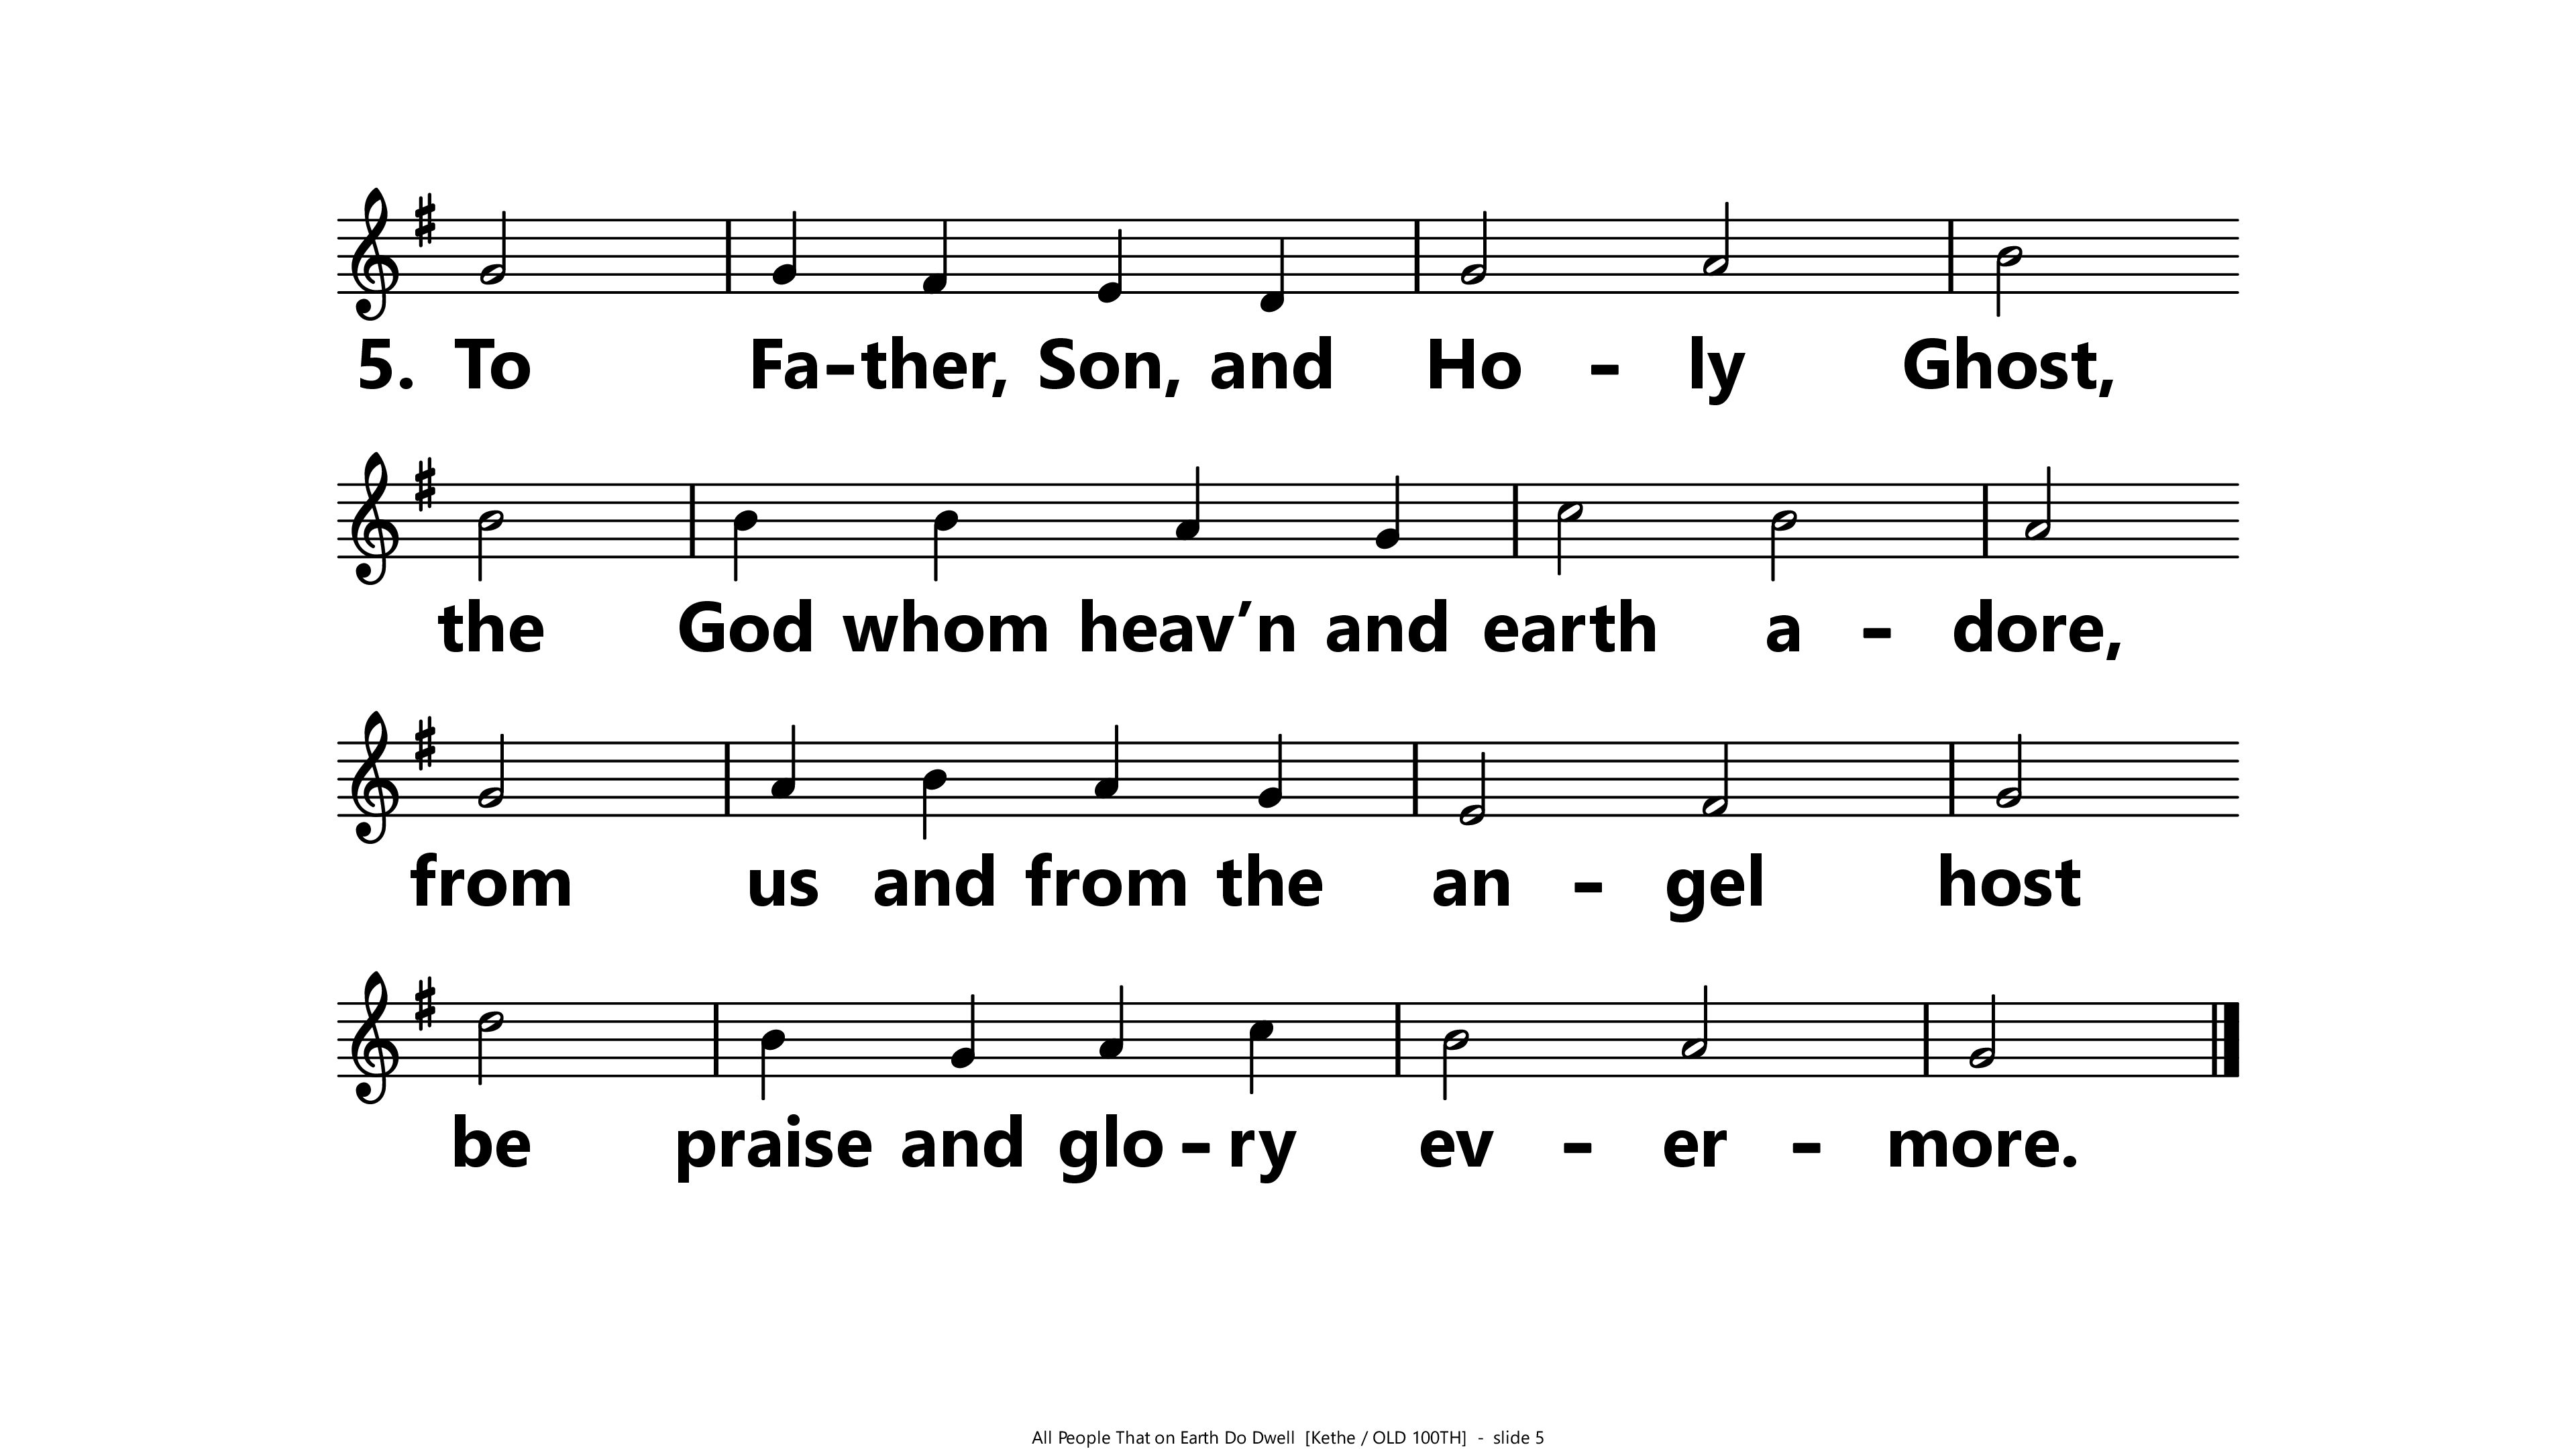 5. To Fa-ther, Son, and Ho - ly Ghost,
the God whom heav’n and earth a - dore,
from us and from the an - gel host
be praise and glo - ry ev - er - more.
All People That on Earth Do Dwell [Kethe / OLD 100TH] - slide 5